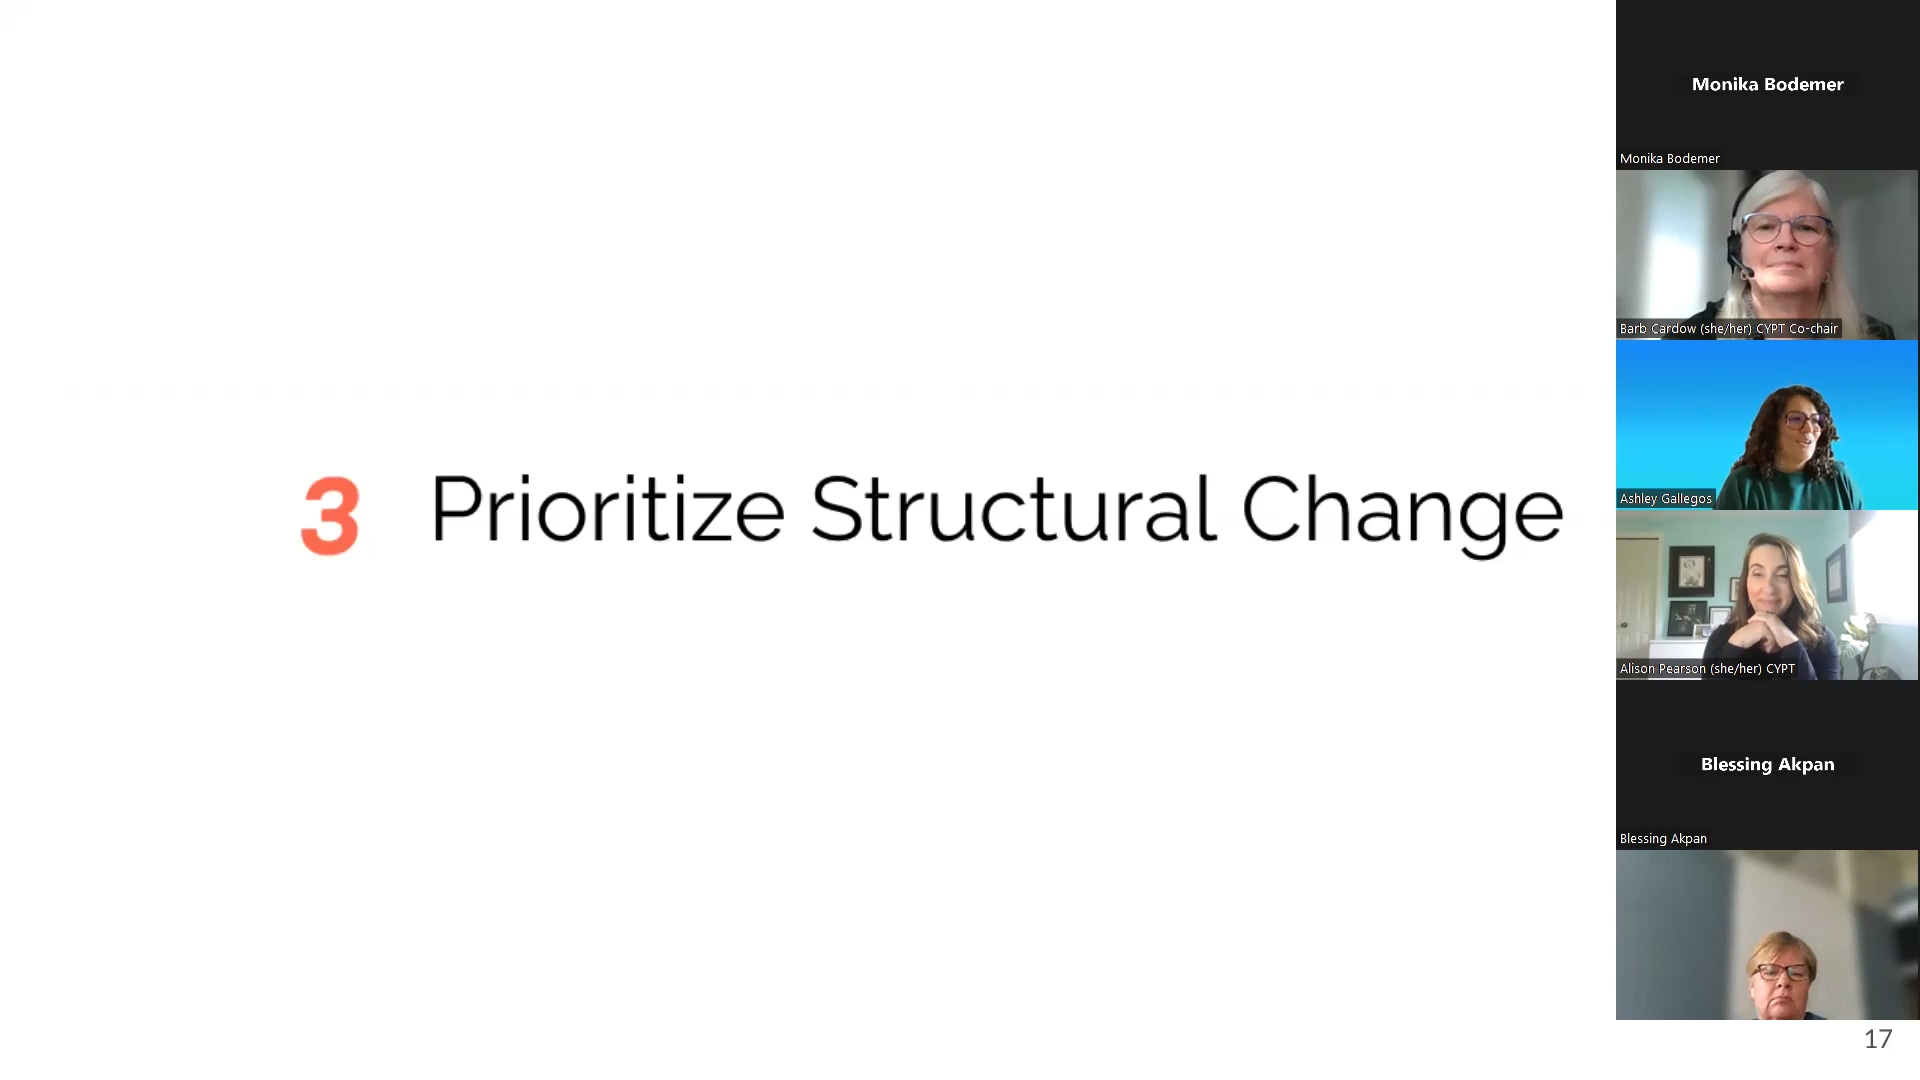 3 Prioritize Structural Change
Monika Bodemer
Monika Bodemer
Barb Cardow (she/her) CYPT Co-chair
Ashley Gallegos
Alison Pearson (she/her) CYPT
Blessing Akpan
Blessing Akpan
17